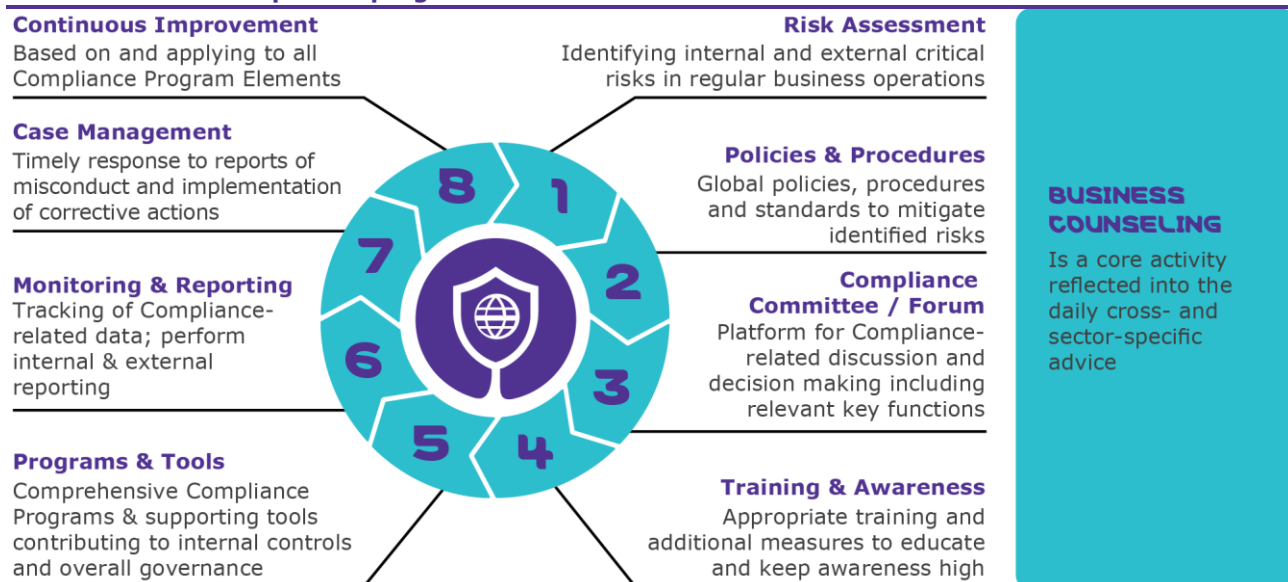 Continuous Improvement
Based on and applying to all
Compliance Program Elements
Case Management
Timely response to reports of
misconduct and implementation
of corrective actions
Monitoring & Reporting
Tracking of Compliance-
related data; perform
internal & external
reporting
Programs & Tools
Comprehensive Compliance
Programs & supporting tools
contributing to internal controls
and overall governance
8
1
7
2
6
3
5
4
Risk Assessment
Identifying internal and external critical
risks in regular business operations
Policies & Procedures
Global policies, procedures
and standards to mitigate
identified risks
Compliance
Committee / Forum
Platform for Compliance-
related discussion and
decision making including
relevant key functions
Training & Awareness
Appropriate training and
additional measures to educate
and keep awareness high
BUSINESS
COUNSELING
Is a core activity
reflected into the
daily cross- and
sector-specific
advice